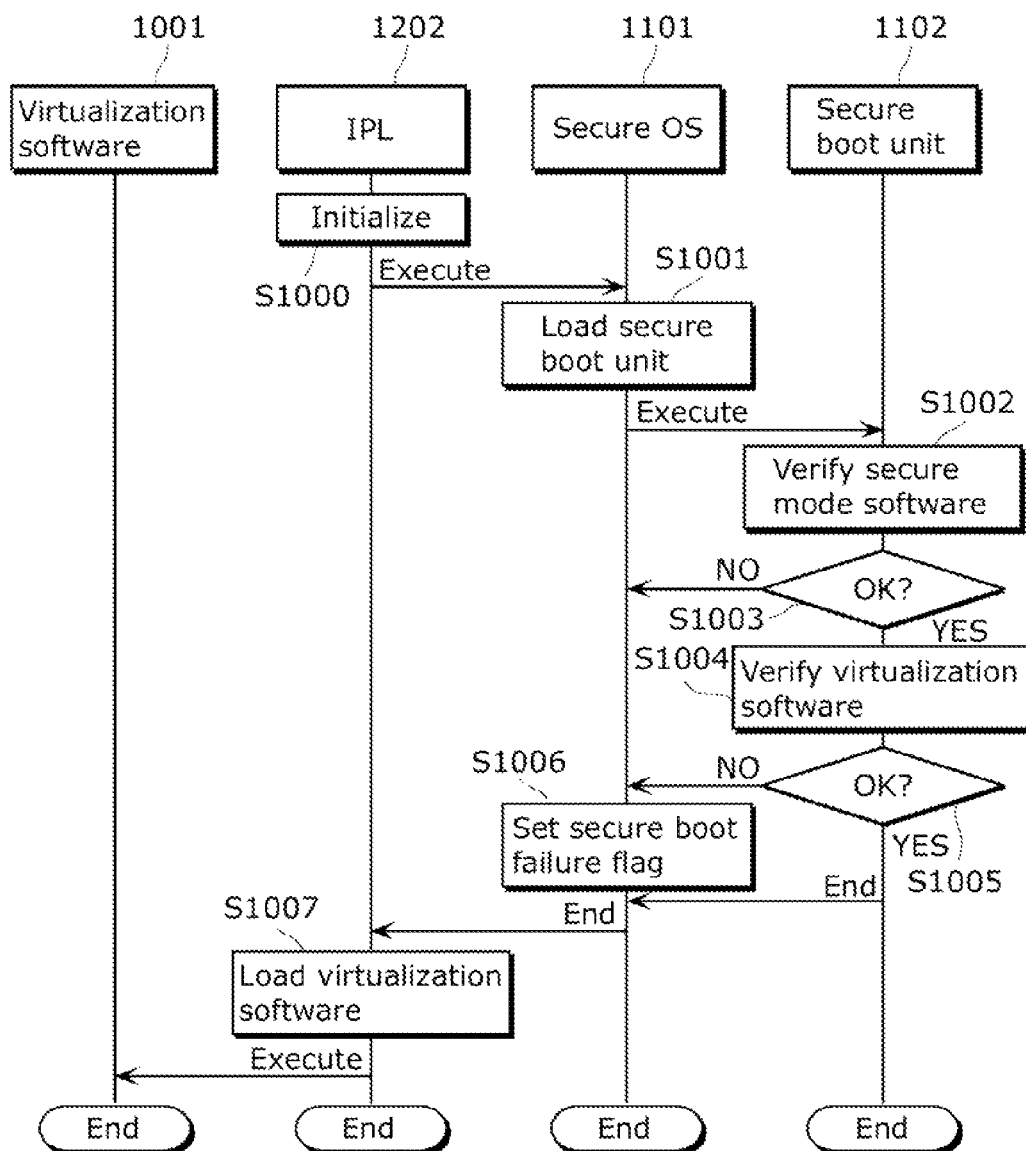 1001
1202
1101
1102
Virtualization
software
IPL
Secure OS
Secure
boot unit
Initialize
S1000
Execute
S1001
Load secure
boot unit
Execute
S1002
Verify secure
mode software
NO
OK?
S1003
YES
S1004
Verify virtualization
software
S1006
NO
OK?
Set secure boot
failure flag
YES
S1005
End
End
S1007
Load virtualization
software
Execute
End
End
End
End